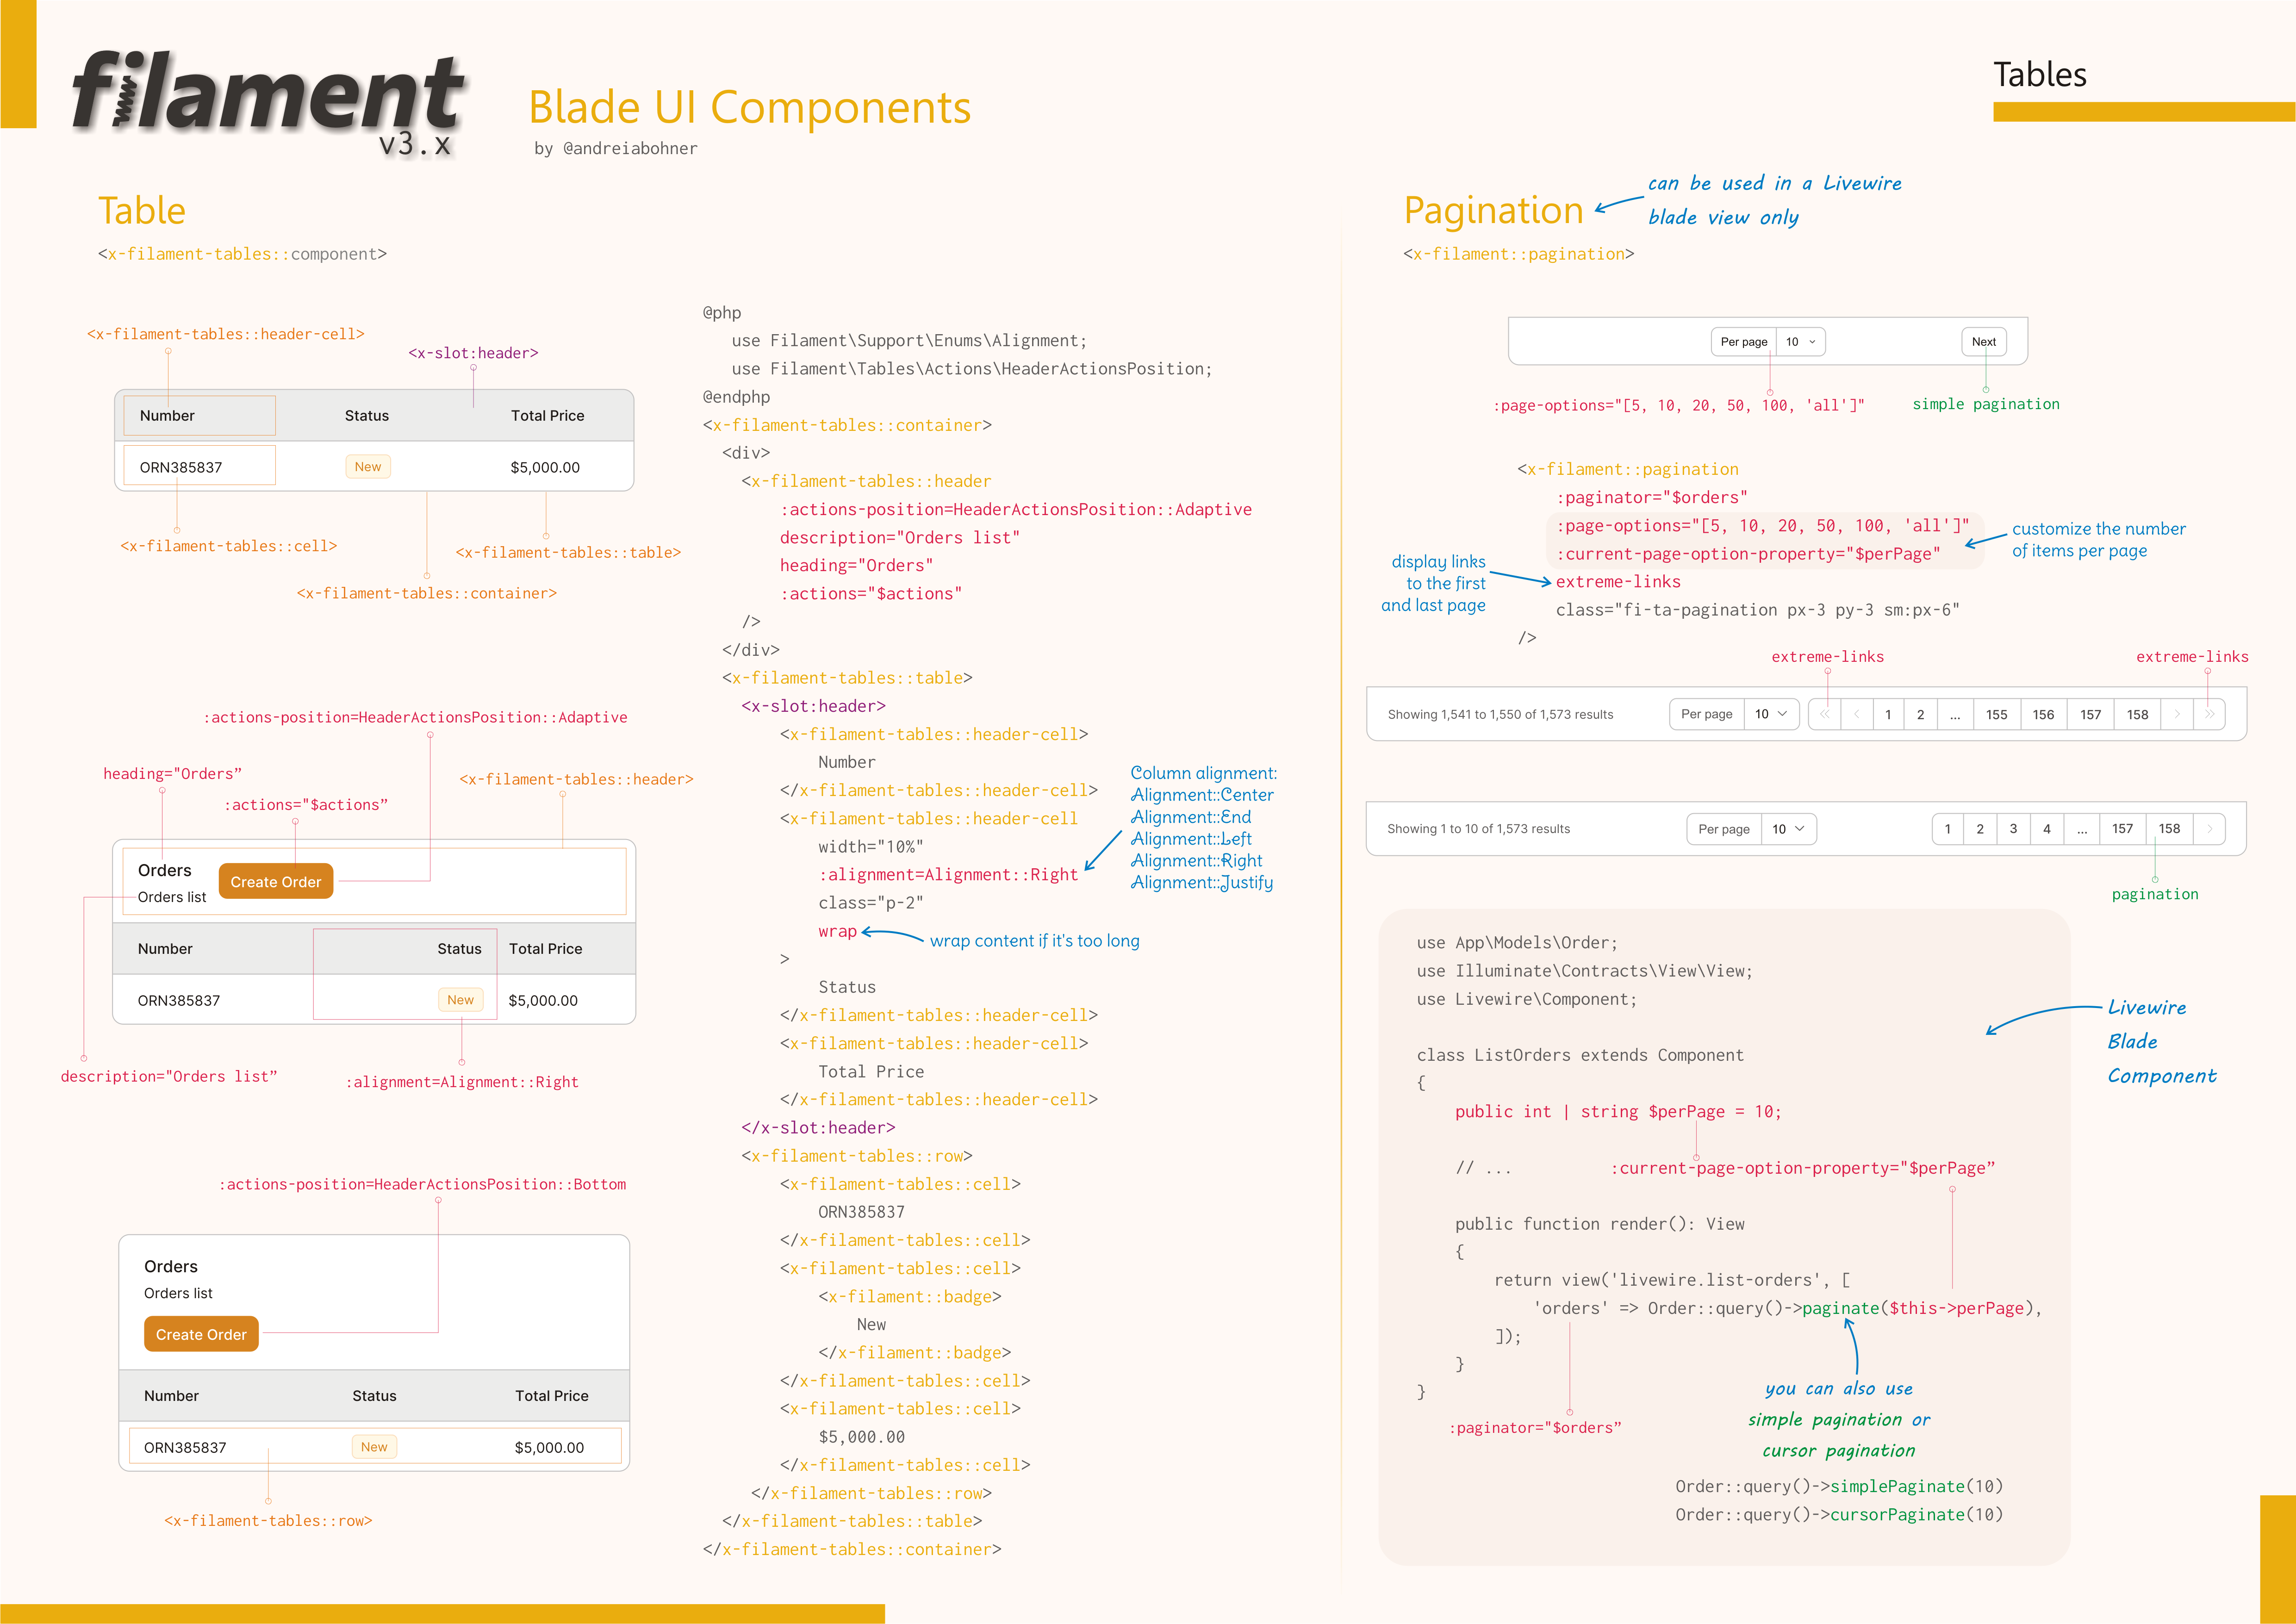 filament
v3.x
Blade UI Components
by @andreiabohner
Tables
Table
<x-filament-tables::component>
<x-filament-tables::header-cell>
<x-slot:header>
Number Status Total Price
ORN385837 New $5,000.00
<x-filament-tables::cell>
<x-filament-tables::table>
<x-filament-tables::container>
:actions-position=HeaderActionsPosition::Adaptive
heading="Orders”
<x-filament-tables::header>
:actions="$actions”
Orders
Create Order
Orders list
Number Status Total Price
ORN385837 New $5,000.00
description="Orders list”
:alignment=Alignment::Right
:actions-position=HeaderActionsPosition::Bottom
Orders
Orders list
Create Order
Number Status Total Price
ORN385837 New $5,000.00
<x-filament-tables::row>
@php
use Filament\Support\Enums\Alignment;
use Filament\Tables\Actions\HeaderActionsPosition;
@endphp
<x-filament-tables::container>
<div>
<x-filament-tables::header
:actions-position=HeaderActionsPosition::Adaptive
description="Orders list"
heading="Orders"
:actions="$actions"
/>
</div>
<x-filament-tables::table>
<x-slot:header>
<x-filament-tables::header-cell>
Number
</x-filament-tables::header-cell>
<x-filament-tables::header-cell
width="10%"
:alignment=Alignment::Right
class="p-2"
wrap
>
Status
</x-filament-tables::header-cell>
<x-filament-tables::header-cell>
Total Price
</x-filament-tables::header-cell>
</x-slot:header>
<x-filament-tables::row>
<x-filament-tables::cell>
ORN385837
</x-filament-tables::cell>
<x-filament-tables::cell>
<x-filament::badge>
New
</x-filament::badge>
</x-filament-tables::cell>
<x-filament-tables::cell>
$5,000.00
</x-filament-tables::cell>
</x-filament-tables::row>
</x-filament-tables::table>
</x-filament-tables::container>
Column alignment:
Alignment::Center
Alignment::End
Alignment::Left
Alignment::Right
Alignment::Justify
wrap content if it's too long
Pagination
can be used in a Livewire
blade view only
<x-filament::pagination>
Per page 10 Next
:page-options="[5, 10, 20, 50, 100, 'all']"
simple pagination
<x-filament::pagination
:paginator="$orders"
:page-options="[5, 10, 20, 50, 100, 'all']"
:current-page-option-property="$perPage"
extreme-links
class="fi-ta-pagination px-3 py-3 sm:px-6"
/>
customize the number
of items per page
display links
to the first
and last page
extreme-links extreme-links
Showing 1,541 to 1,550 of 1,573 results Per page 10 « ‹ 1 2 ... 155 156 157 158 › »
Showing 1 to 10 of 1,573 results Per page 10 1 2 3 4 ... 157 158 ›
pagination
use App\Models\Order;
use Illuminate\Contracts\View\View;
use Livewire\Component;
class ListOrders extends Component
{
public int | string $perPage = 10;
// ... :current-page-option-property="$perPage”
public function render(): View
{
return view('livewire.list-orders', [
'orders' => Order::query()->paginate($this->perPage),
]);
}
}
:paginator="$orders”
you can also use
simple pagination or
cursor pagination
Order::query()->simplePaginate(10)
Order::query()->cursorPaginate(10)
Livewire
Blade
Component